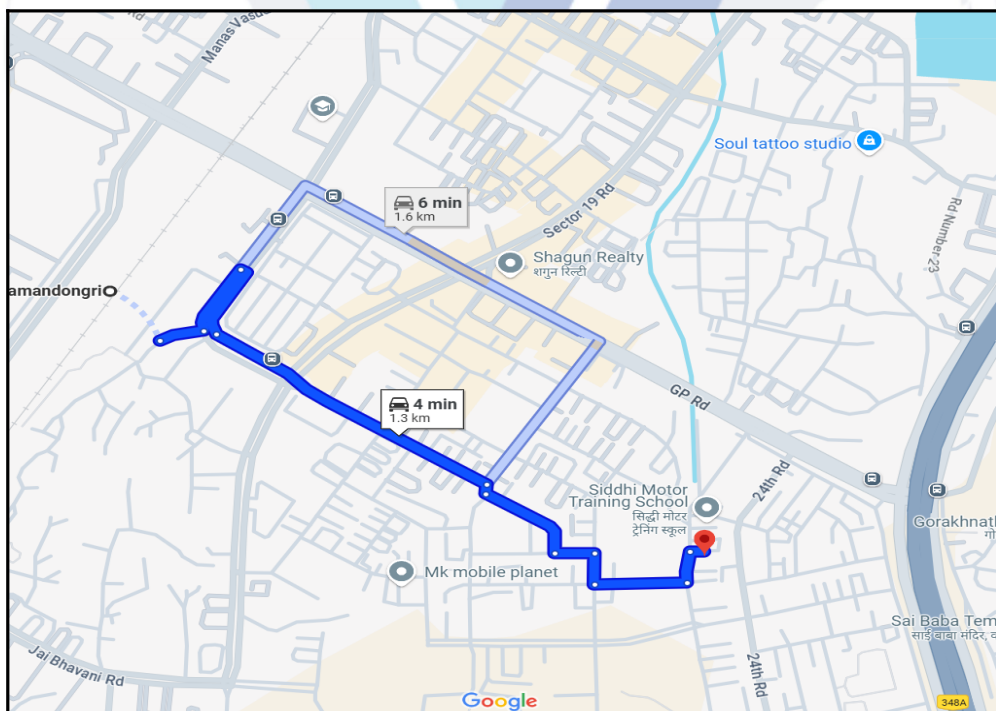 Manas Vasu
Soul tattoo studio
6 min
1.6 km
Sector 19 Rd
Rd Number 23
Shagun Realty
शगुन रिल्टी
amandongri
GP Rd
4 min
1.3 km
24th Rd
Siddhi Motor
Training School
सिद्धी मोटर
ट्रेनिंग स्कूल
Gorakhnath
गो
Mk mobile planet
Sai Baba Tem
साई बाबा मंदिर, व
Jai Bhavani Rd
24th Rd
Google
348A